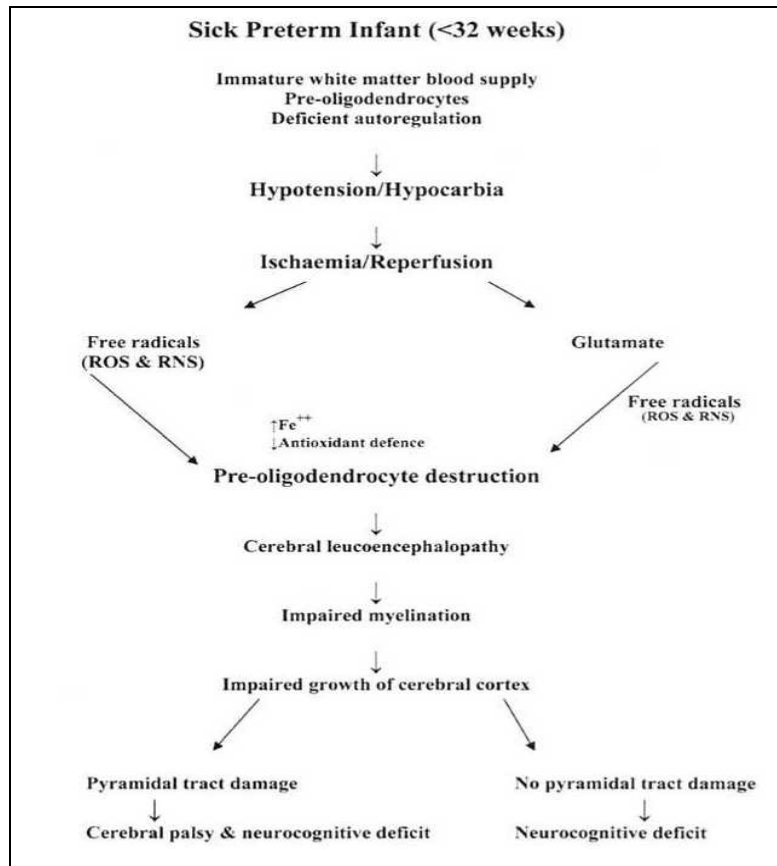 Sick Preterm Infant (<32 weeks)
Immature white matter blood supply
Pre-oligodendrocytes
Deficient autoregulation
↓
Hypotension/Hypocarbia
↓
Ischaemia/Reperfusion
Free radicals
(ROS & RNS)
Glutamate
Free radicals
(ROS & RNS)
↑Fe++
↓Antioxidant defence
Pre-oligodendrocyte destruction
↓
Cerebral leucoencephalopathy
↓
Impaired myelination
↓
Impaired growth of cerebral cortex
Pyramidal tract damage
↓
Cerebral palsy & neurocognitive deficit
No pyramidal tract damage
↓
Neurocognitive deficit